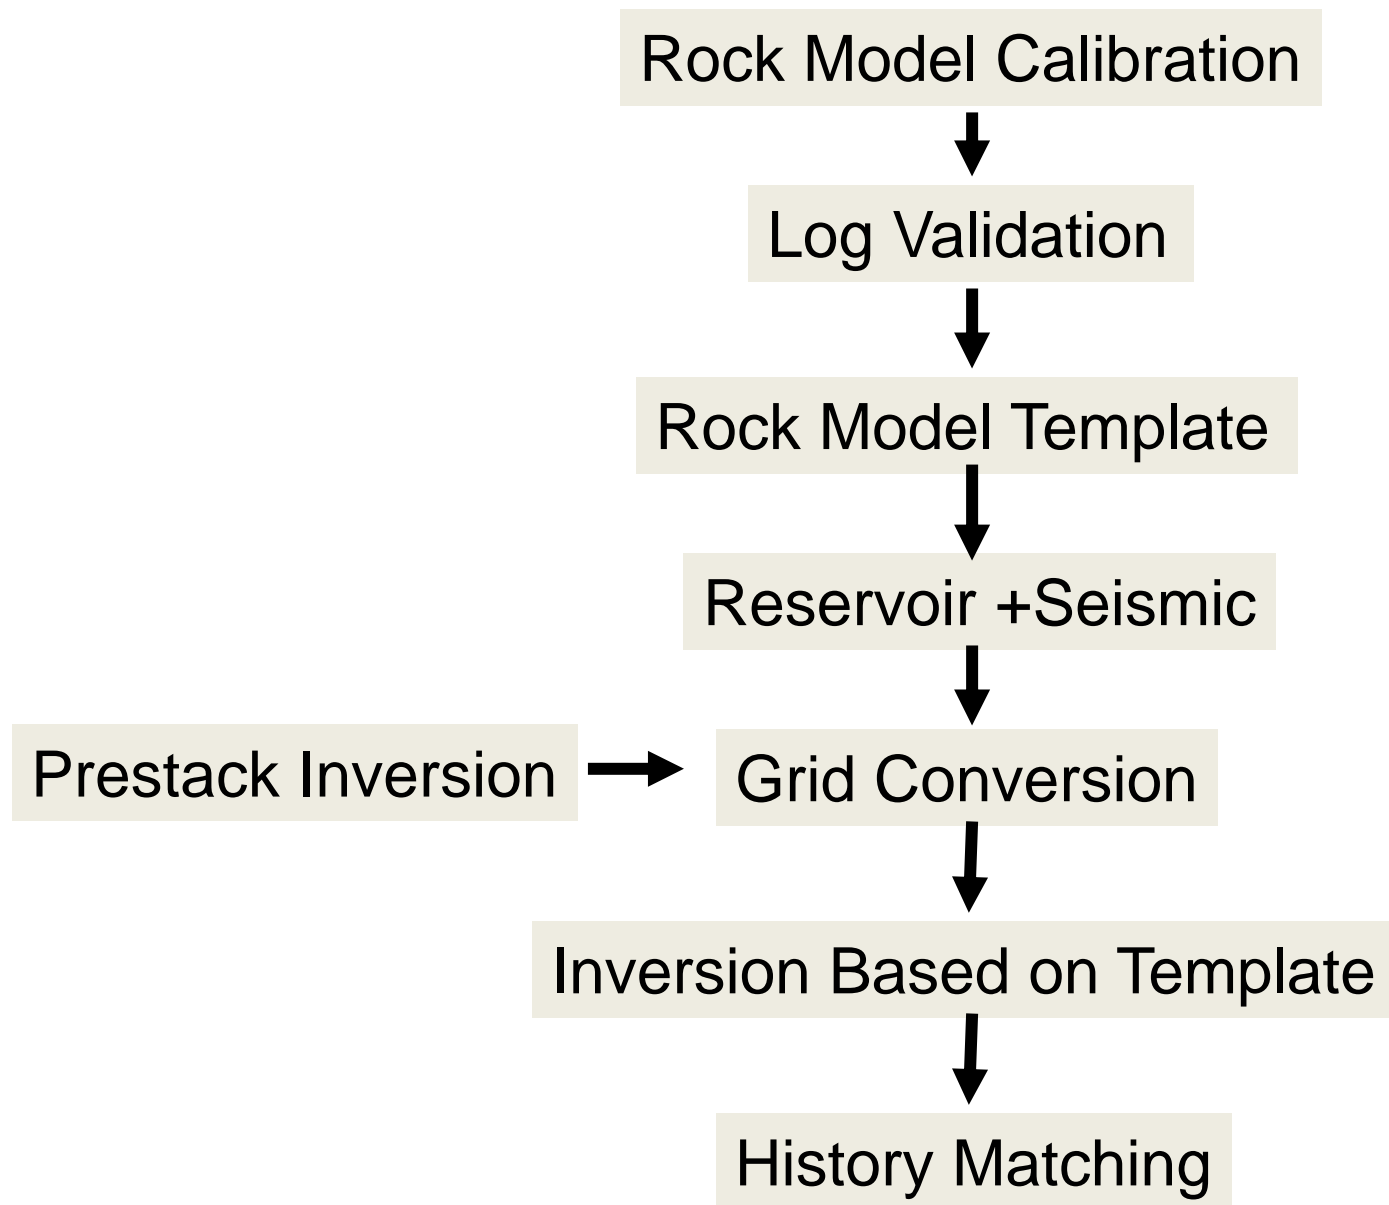 Rock Model Calibration
Log Validation
Rock Model Template
Reservoir +Seismic
Prestack Inversion
Grid Conversion
Inversion Based on Template
History Matching